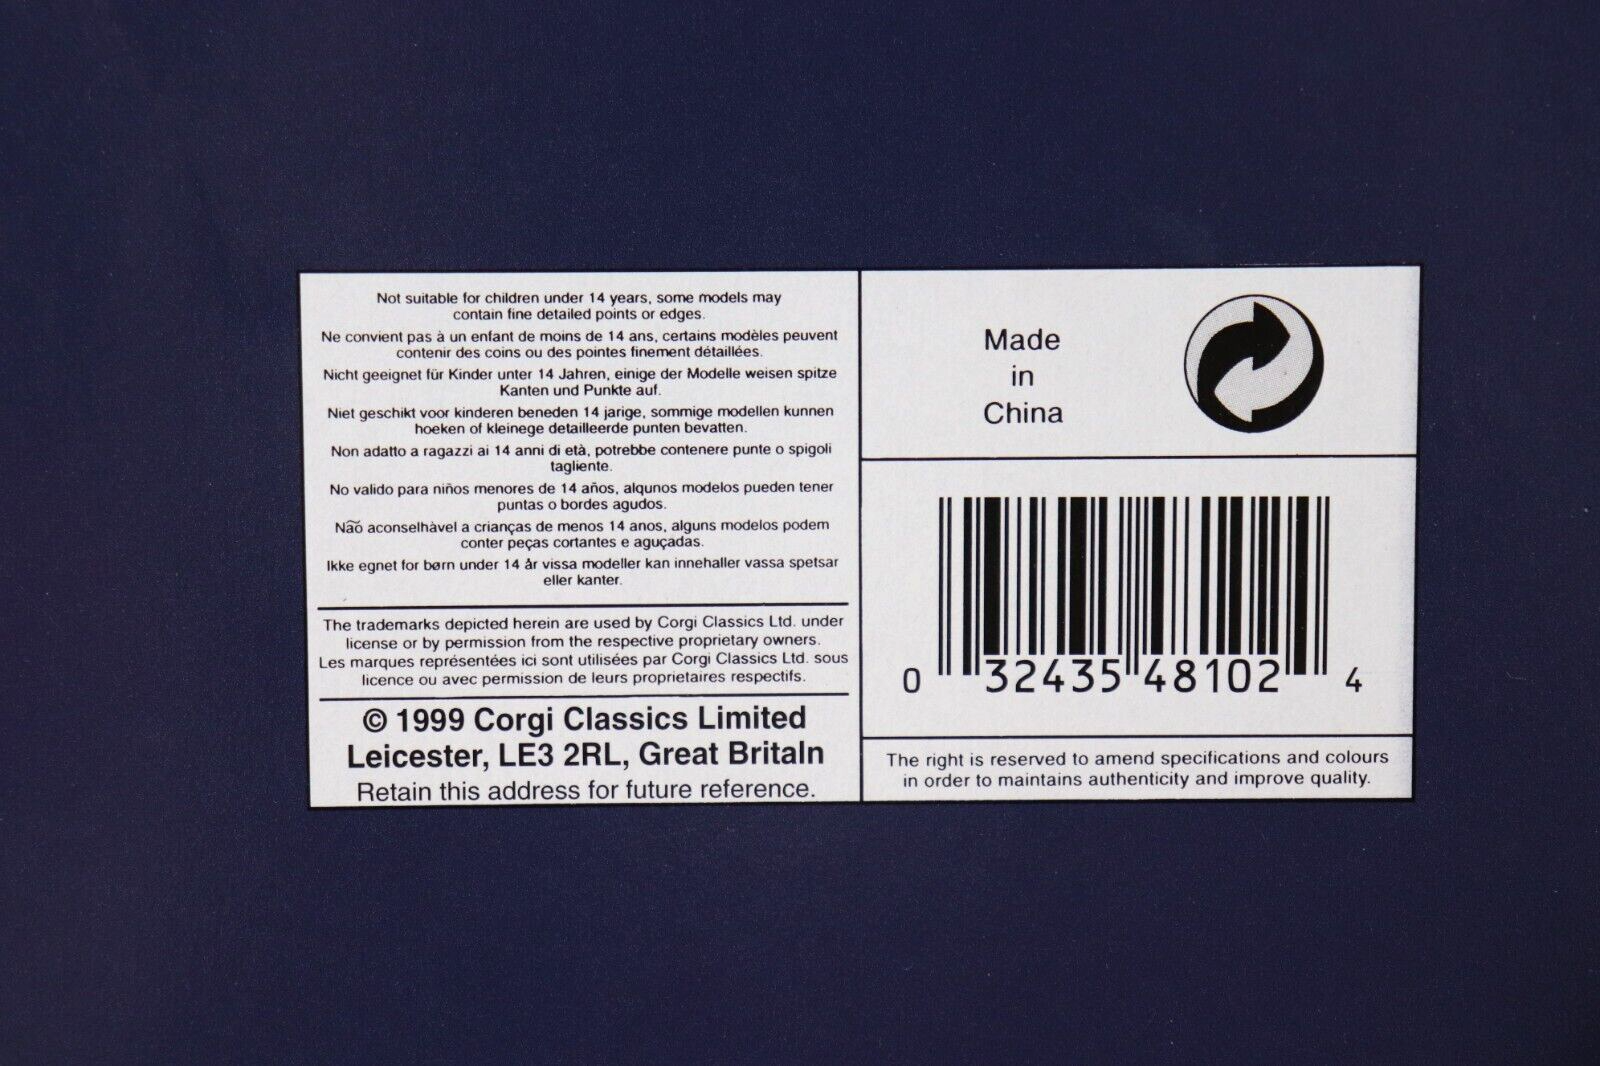 Not suitable for children under 14 years, some models may
contain fine detailed points or edges.
Ne convient pas à un enfant de moins de 14 ans, certains modèles peuvent
contenir des coins ou des pointes finement détaillées.
Nicht geeignet für Kinder unter 14 Jahren, einige der Modelle weisen spitze
Kanten und Punkte auf.
Niet geschikt voor kinderen beneden 14 jarige, sommige modellen kunnen
hoeken of kleinege detailleerde punten bevatten.
Non adatto a ragazzi ai 14 anni di età, potrebbe contenere punte o spigoli
tagliente.
No valido para niños menores de 14 años, alqunos modelos pueden tener
puntas o bordes agudos.
Não aconselhàvel a crianças de menos 14 anos, alguns modelos podem
conter peças cortantes e aguçadas.
Ikke egnet for børn under 14 år vissa modeller kan innehaller vassa spetsar
eller kanter.
The trademarks depicted herein are used by Corgi Classics Ltd. under
license or by permission from the respective proprietary owners.
Les marques représentées ici sont utilisées par Corgi Classics Ltd. sous
licence ou avec permission de leurs proprietaires respectifs.
© 1999 Corgi Classics Limited
Leicester, LE3 2RL, Great Britaln
Retain this address for future reference.
Made
in
China
0 32435 48102 4
The right is reserved to amend specifications and colours
in order to maintains authenticity and improve quality.